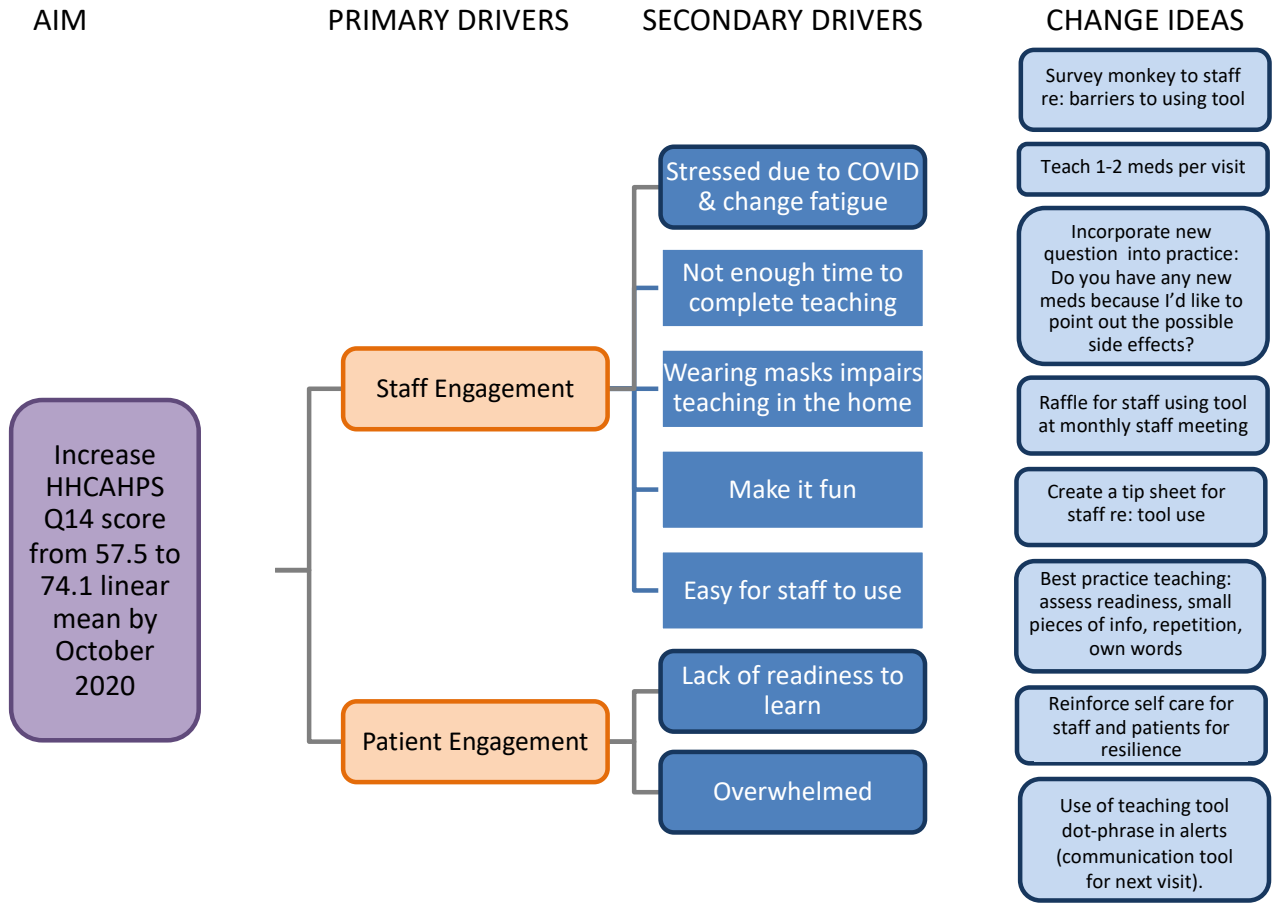 AIM
PRIMARY DRIVERS
SECONDARY DRIVERS
CHANGE IDEAS
Increase
HHCAHPS
Q14 score
from 57.5 to
74.1 linear
mean by
October
2020
Staff Engagement
Patient Engagement
Stressed due to COVID
& change fatigue
Not enough time to
complete teaching
Wearing masks impairs
teaching in the home
Make it fun
Easy for staff to use
Lack of readiness to
learn
Overwhelmed
Survey monkey to staff
re: barriers to using tool
Teach 1-2 meds per visit
Incorporate new
question into practice:
Do you have any new
meds because I’d like to
point out the possible
side effects?
Raffle for staff using tool
at monthly staff meeting
Create a tip sheet for
staff re: tool use
Best practice teaching:
assess readiness, small
pieces of info, repetition,
own words
Reinforce self care for
staff and patients for
resilience
Use of teaching tool
dot-phrase in alerts
(communication tool
for next visit).